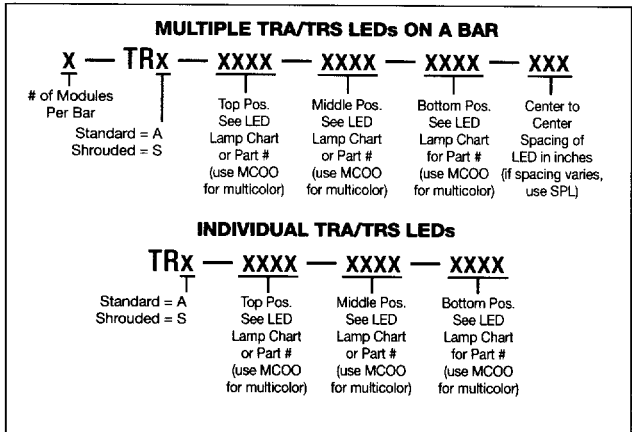 MULTIPLE TRA/TRS LEDs ON A BAR
x — TRx — XXXX — XXXX — XXXX — XXX
# of Modules
Per Bar
Standard = A
Shrouded = S
Top Pos.
See LED
Lamp Chart
or Part #
(use MCOO
for multicolor)
Middle Pos.
See LED
Lamp Chart
or Part #
(use MCOO
for multicolor)
Bottom Pos.
See LED
Lamp Chart
for Part #
(use MCOO
for multicolor)
Center to
Center
Spacing of
LED in inches
(if spacing varies,
use SPL)
INDIVIDUAL TRA/TRS LEDs
TRx — XXXX — XXXX — XXXX
Standard = A
Shrouded = S
Top Pos.
See LED
Lamp Chart
or Part #
(use MCOO
for multicolor)
Middle Pos.
See LED
Lamp Chart
or Part #
(use MCOO
for multicolor)
Bottom Pos.
See LED
Lamp Chart
for Part #
(use MCOO
for multicolor)